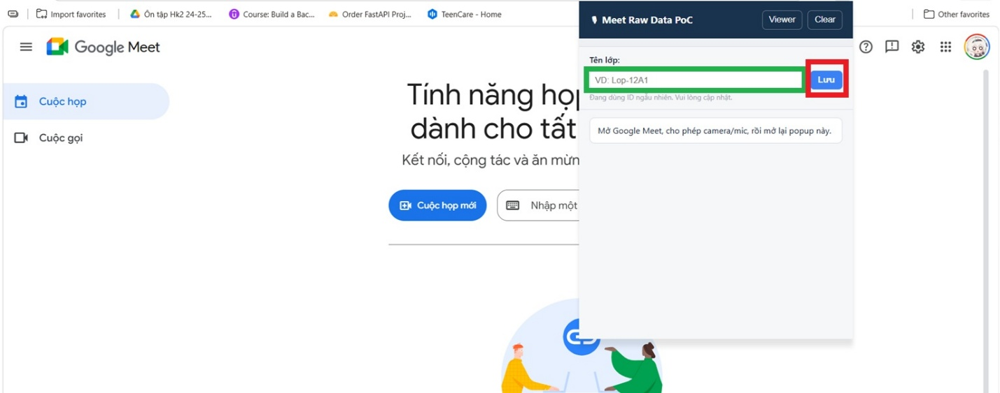 Import favorites
Ôn tập Hk2 24-25...
Course: Build a Bac...
Order FastAPI Proj...
TeenCare - Home
Other favorites
Google Meet
Cuộc họp
Cuộc gọi
Tính năng họp
dành cho tất
Kết nối, cộng tác và ăn mừn
Cuộc họp mới
Nhập một
Meet Raw Data PoC
Viewer
Clear
Tên lớp:
VD: Lop-12A1
Lưu
Đang dùng ID ngẫu nhiên. Vui lòng cập nhật.
Mở Google Meet, cho phép camera/mic, rồi mở lại popup này.